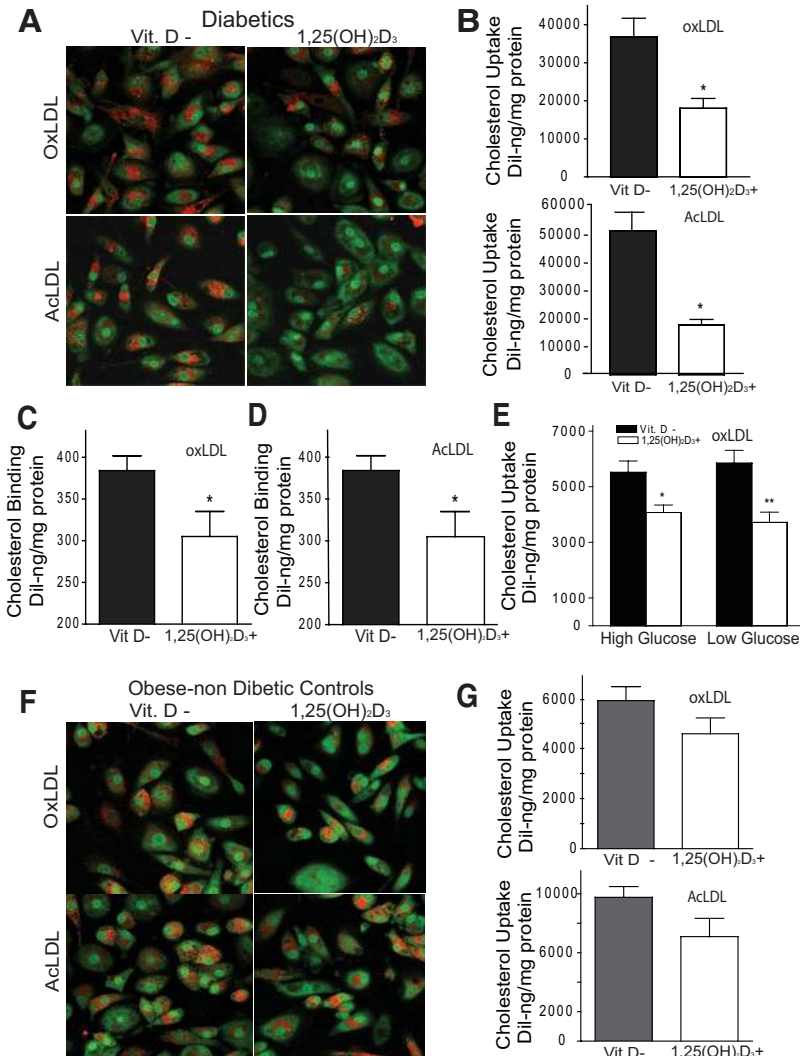 A
Diabetics
Vit. D -
1,25(OH)₂D₃
OxLDL
AcLDL
B
Cholesterol Uptake
Dil-ng/mg protein
40000
30000
20000
10000
0
oxLDL
*
Vit D-
1,25(OH)₂D₃+
Cholesterol Uptake
Dil-ng/mg protein
60000
50000
40000
30000
20000
10000
0
AcLDL
*
Vit D-
1,25(OH)₂D₃+
C
Cholesterol Binding
Dil-ng/mg protein
400
350
300
250
200
oxLDL
*
Vit D-
1,25(OH)₂D₃+
D
Cholesterol Binding
Dil-ng/mg protein
400
350
300
250
200
AcLDL
*
Vit D-
1,25(OH)₂D₃+
E
Cholesterol Uptake
Dil-ng/mg protein
7000
5000
3000
1000
0
Vit. D -
1,25(OH)₂D₃+
oxLDL
*
**
High Glucose
Low Glucose
F
Obese-non Dibetic Controls
Vit. D -
1,25(OH)₂D₃
OxLDL
AcLDL
G
Cholesterol Uptake
Dil-ng/mg protein
6000
4000
2000
0
oxLDL
Vit D -
1,25(OH)₂D₃+
Cholesterol Uptake
Dil-ng/mg protein
10000
6000
2000
0
AcLDL
Vit D-
1,25(OH)₂D₃+